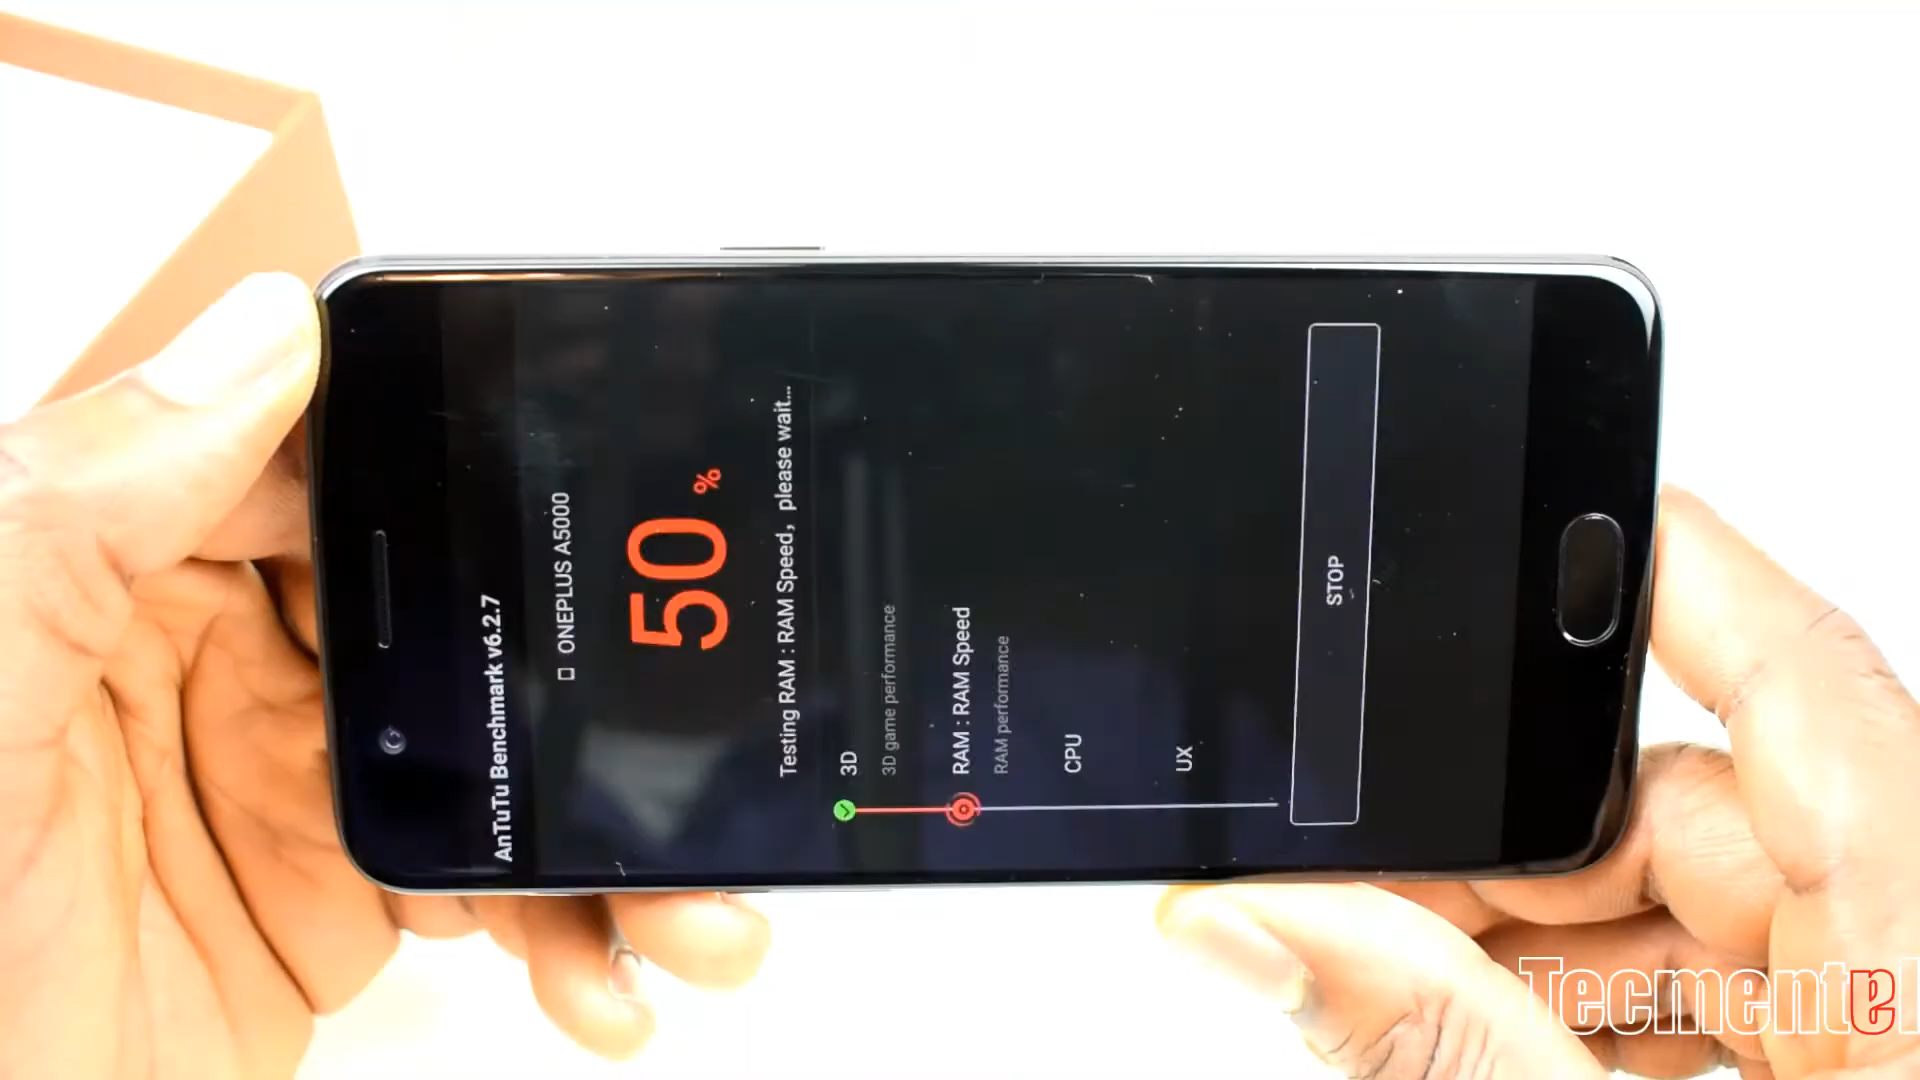 AnTuTu Benchmark v6.2.7
ONEPLUS A5000
50 %
Testing RAM : RAM Speed, please wait...
3D
3D game performance
RAM : RAM Speed
RAM performance
CPU
UX
STOP
Tecmental